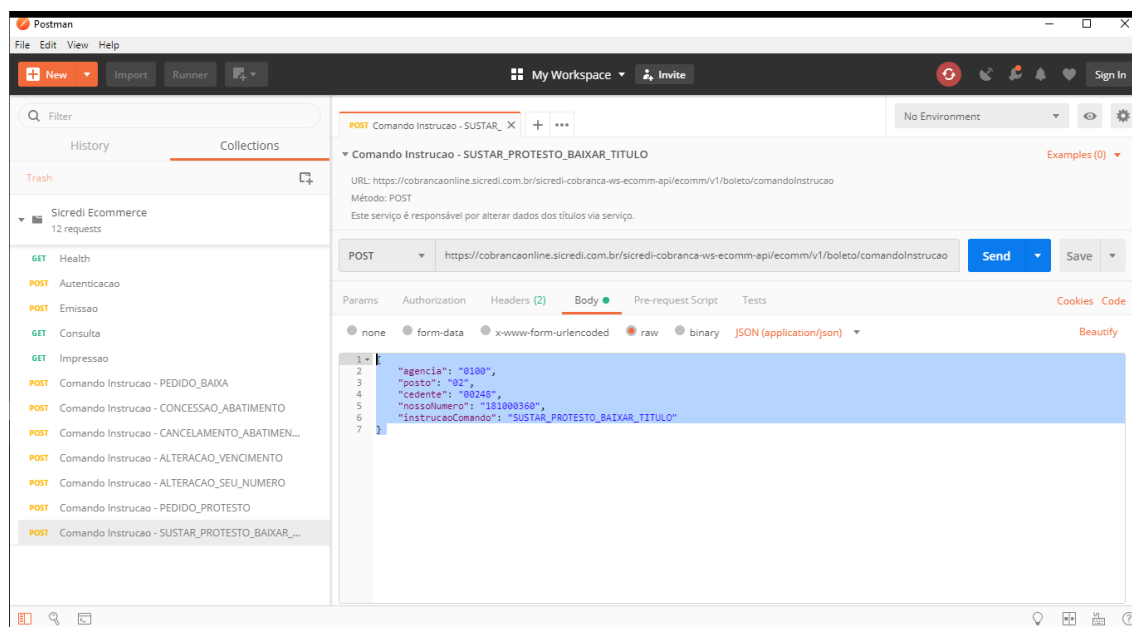 Postman
File Edit View Help
New Import Runner My Workspace Invite Sign In
Filter
History Collections
Trash
Sicredi Ecommerce
12 requests
GET Health
POST Autenticacao
POST Emissao
GET Consulta
GET Impressao
POST Comando Instrucao - PEDIDO_BAIXA
POST Comando Instrucao - CONCESSAO_ABATIMENTO
POST Comando Instrucao - CANCELAMENTO_ABATIMEN...
POST Comando Instrucao - ALTERACAO_VENCIMENTO
POST Comando Instrucao - ALTERACAO_SEU_NUMERO
POST Comando Instrucao - PEDIDO_PROTESTO
POST Comando Instrucao - SUSTAR_PROTESTO_BAIXAR_...
POST Comando Instrucao - SUSTAR_ No Environment
Comando Instrucao - SUSTAR_PROTESTO_BAIXAR_TITULO Examples (0)
URL: https://cobrancaonline.sicredi.com.br/sicredi-cobranca-ws-ecomm-api/ecomm/v1/boleto/comandoInstrucao
Método: POST
Este serviço é responsável por alterar dados dos títulos via serviço.
POST https://cobrancaonline.sicredi.com.br/sicredi-cobranca-ws-ecomm-api/ecomm/v1/boleto/comandoInstrucao Send Save
Params Authorization Headers (2) Body Pre-request Script Tests Cookies Code
none form-data x-www-form-urlencoded raw binary JSON (application/json) Beautify
1 {
2 "agencia": "0100",
3 "posto": "02",
4 "cedente": "00248",
5 "nossoNumero": "181000360",
6 "instrucaoComando": "SUSTAR_PROTESTO_BAIXAR_TITULO"
7 }